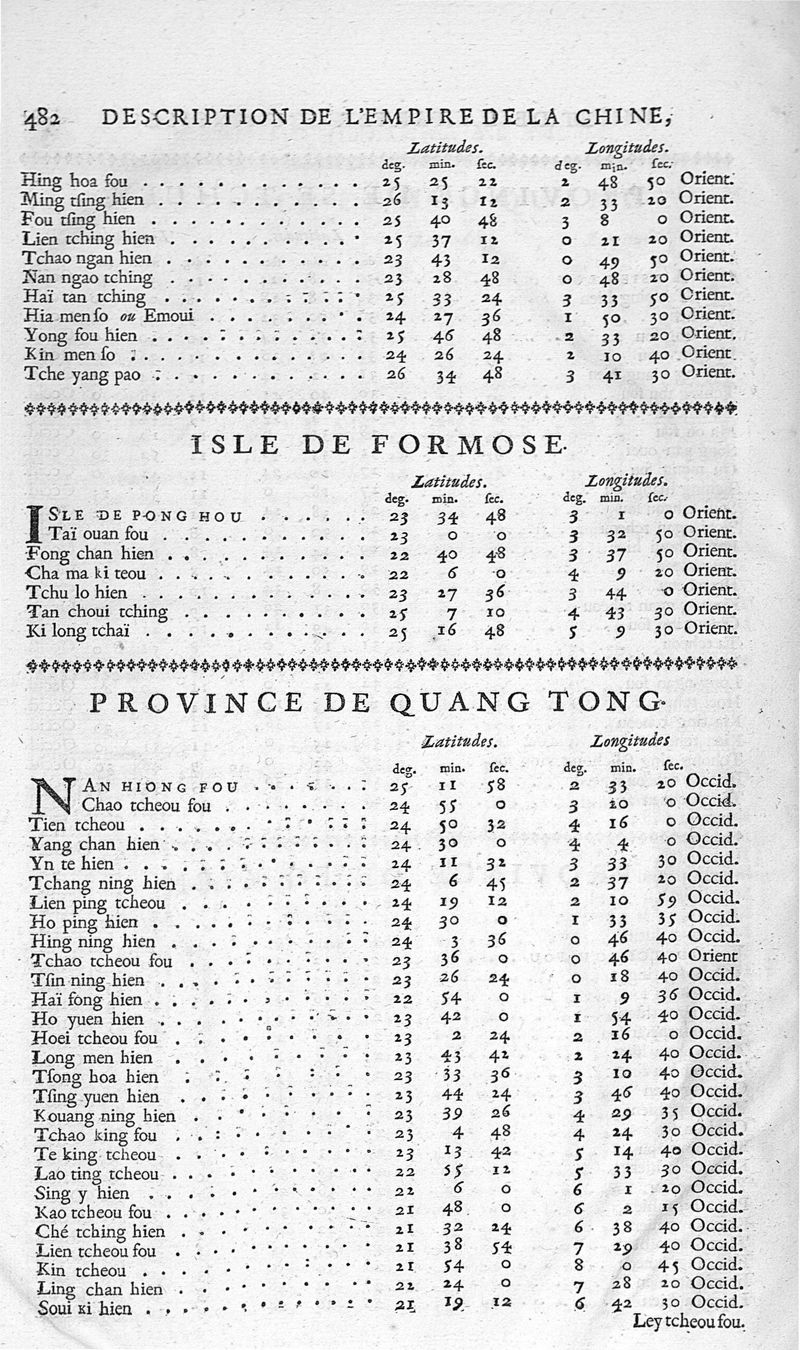 482 DESCRIPTION DE L'EMPIRE DE LA CHINE,
Latitudes. Longitudes.
deg. min. sec. deg. min. sec.
Hing hoa fou . . . . . . . . . . . . 25 25 22 2 48 50 Orient.
Ming tsing hien . . . . . . . . . . . 26 13 12 2 33 20 Orient.
Fou tsing hien . . . . . . . . . . . 25 40 48 3 8 0 Orient.
Lien tching hien . . . . . . . . . . 25 37 12 0 21 20 Orient.
Tchao ngan hien . . . . . . . . . . 23 43 12 0 49 50 Orient.
Nan ngao tching . . . . . . . . . . 23 28 48 0 48 20 Orient.
Haï tan tching . . . . . . . . . . . 25 33 24 3 33 50 Orient.
Hia men so ou Emoui . . . . . . . . 24 27 36 1 50 30 Orient.
Yong fou hien . . . . . . . . . . . 25 46 48 2 33 20 Orient.
Kin men so . . . . . . . . . . . . 24 26 24 2 10 40 Orient.
Tche yang pao . . . . . . . . . . . 26 34 48 3 41 30 Orient.
ISLE DE FORMOSE.
Latitudes. Longitudes.
deg. min. sec. deg. min. sec.
ISLE DE PONG HOU . . . . . . 23 34 48 3 1 0 Orient.
Taï ouan fou . . . . . . . . . . 23 0 0 3 32 50 Orient.
Fong chan hien . . . . . . . . . . 22 40 48 3 37 50 Orient.
Cha ma ki teou . . . . . . . . . . 22 6 0 4 9 20 Orient.
Tchu lo hien . . . . . . . . . . . 23 27 36 3 44 0 Orient.
Tan choui tching . . . . . . . . . 25 7 10 4 43 30 Orient.
Ki long tchaï . . . . . . . . . . . 25 16 48 5 9 30 Orient.
PROVINCE DE QUANG TONG.
Latitudes. Longitudes
deg. min. sec. deg. min. sec.
NAN HIONG FOU . . . . . . 25 11 58 2 33 20 Occid.
Chao tcheou fou . . . . . . . . 24 55 0 3 20 0 Occid.
Tien tcheou . . . . . . . . . . . 24 50 32 4 16 0 Occid.
Yang chan hien . . . . . . . . . . 24 30 0 4 4 0 Occid.
Yn te hien . . . . . . . . . . . . 24 11 32 3 33 30 Occid.
Tchang ning hien . . . . . . . . . 24 6 45 2 37 20 Occid.
Lien ping tcheou . . . . . . . . . 24 19 12 2 10 59 Occid.
Ho ping hien . . . . . . . . . . . 24 30 0 1 33 35 Occid.
Hing ning hien . . . . . . . . . . 24 3 36 0 46 40 Occid.
Tchao tcheou fou . . . . . . . . . 23 36 0 0 46 40 Orient
Tsin ning hien . . . . . . . . . . 23 26 24 0 18 40 Occid.
Haï fong hien . . . . . . . . . . . 22 54 0 1 9 36 Occid.
Ho yuen hien . . . . . . . . . . . 23 42 0 1 54 40 Occid.
Hoei tcheou fou . . . . . . . . . . 23 2 24 2 16 0 Occid.
Long men hien . . . . . . . . . . 23 43 42 2 24 40 Occid.
Tsong hoa hien . . . . . . . . . . 23 33 36 3 10 40 Occid.
Tsing yuen hien . . . . . . . . . . 23 44 24 3 46 40 Occid.
Kouang ning hien . . . . . . . . . 23 39 26 4 29 35 Occid.
Tchao king fou . . . . . . . . . . 23 4 48 4 24 30 Occid.
Te king tcheou . . . . . . . . . . 23 13 42 5 14 40 Occid.
Lao ting tcheou . . . . . . . . . . 22 55 12 5 33 30 Occid.
Sing y hien . . . . . . . . . . . . 22 6 0 6 1 20 Occid.
Kao tcheou fou . . . . . . . . . . 21 48 0 6 2 15 Occid.
Ché tching hien . . . . . . . . . . 21 32 24 6 38 40 Occid.
Lien tcheou fou . . . . . . . . . . 21 38 54 7 29 40 Occid.
Kin tcheou . . . . . . . . . . . . 21 54 0 8 0 45 Occid.
Ling chan hien . . . . . . . . . . 22 24 0 7 28 20 Occid.
Soui ki hien . . . . . . . . . . . 21 19 12 6 42 30 Occid.
Ley tcheou fou.